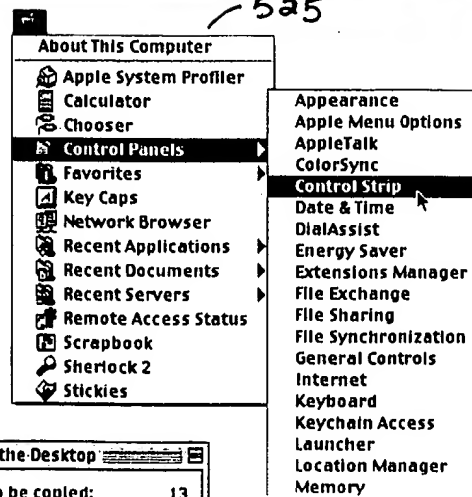 525
About This Computer
Apple System Profiler
Calculator
Chooser
Control Panels
Favorites
Key Caps
Network Browser
Recent Applications
Recent Documents
Recent Servers
Remote Access Status
Scrapbook
Sherlock 2
Stickies
Appearance
Apple Menu Options
AppleTalk
ColorSync
Control Strip
Date & Time
DialAssist
Energy Saver
Extensions Manager
File Exchange
File Sharing
File Synchronization
General Controls
Internet
Keyboard
Keychain Access
Launcher
Location Manager
Memory
the Desktop
be copied: 13